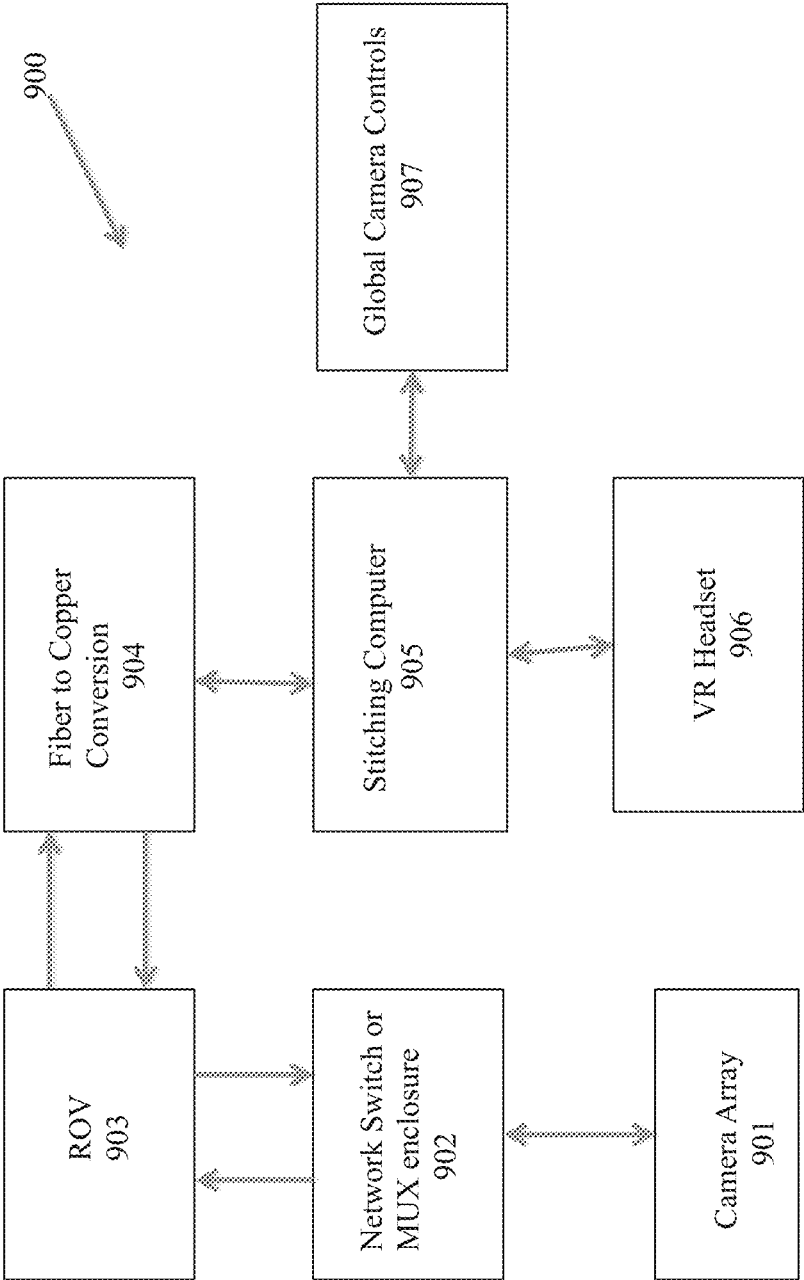 900
ROV
903
Fiber to Copper
Conversion
904
Network Switch or
MUX enclosure
902
Stitching Computer
905
Global Camera Controls
907
Camera Array
901
VR Headset
906